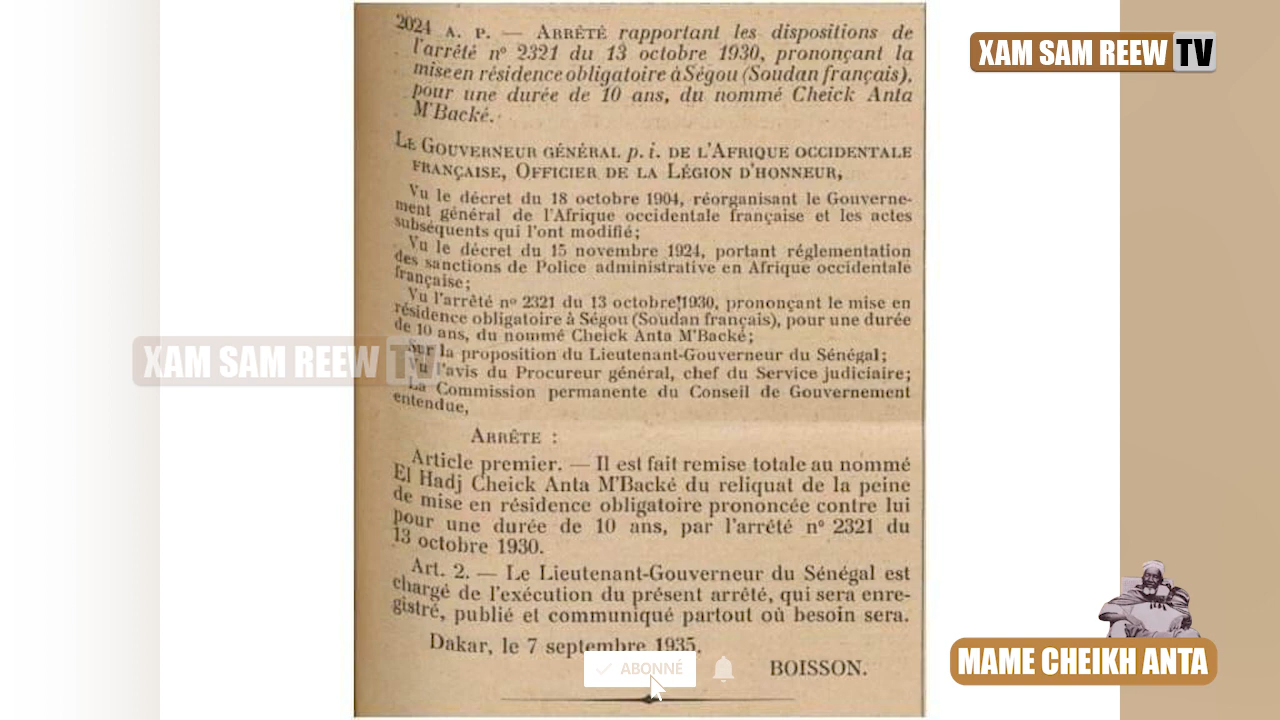 2024 A. P. — ARRÊTÉ rapportant les dispositions de
l'arrêté n° 2321 du 13 octobre 1930, prononçant la
mise en résidence obligatoire à Ségou (Soudan français),
pour une durée de 10 ans, du nommé Cheick Anta
M'Backé.
LE GOUVERNEUR GÉNÉRAL p. i. DE L'AFRIQUE OCCIDENTALE
FRANÇAISE, OFFICIER DE LA LÉGION D'HONNEUR,
Vu le décret du 18 octobre 1904, réorganisant le Gouverne-
ment général de l'Afrique occidentale française et les actes
subséquents qui l'ont modifié;
Vu le décret du 15 novembre 1924, portant réglementation
des sanctions de Police administrative en Afrique occidentale
française;
Vu l'arrêté n° 2321 du 13 octobre 1930, prononçant le mise en
résidence obligatoire à Ségou (Soudan français), pour une durée
de 10 ans, du nommé Cheick Anta M'Backé;
Sur la proposition du Lieutenant-Gouverneur du Sénégal;
Vu l'avis du Procureur général, chef du Service judiciaire;
La Commission permanente du Conseil de Gouvernement
entendue,
ARRÊTE :
Article premier. — Il est fait remise totale au nommé
El Hadj Cheick Anta M'Backé du reliquat de la peine
de mise en résidence obligatoire prononcée contre lui
pour une durée de 10 ans, par l'arrêté n° 2321 du
13 octobre 1930.
Art. 2. — Le Lieutenant-Gouverneur du Sénégal est
chargé de l'exécution du présent arrêté, qui sera enre-
gistré, publié et communiqué partout où besoin sera.
Dakar, le 7 septembre 1935.
BOISSON.
XAM SAM REEW TV
XAM SAM REEW TV
ABONNÉ
MAME CHEIKH ANTA